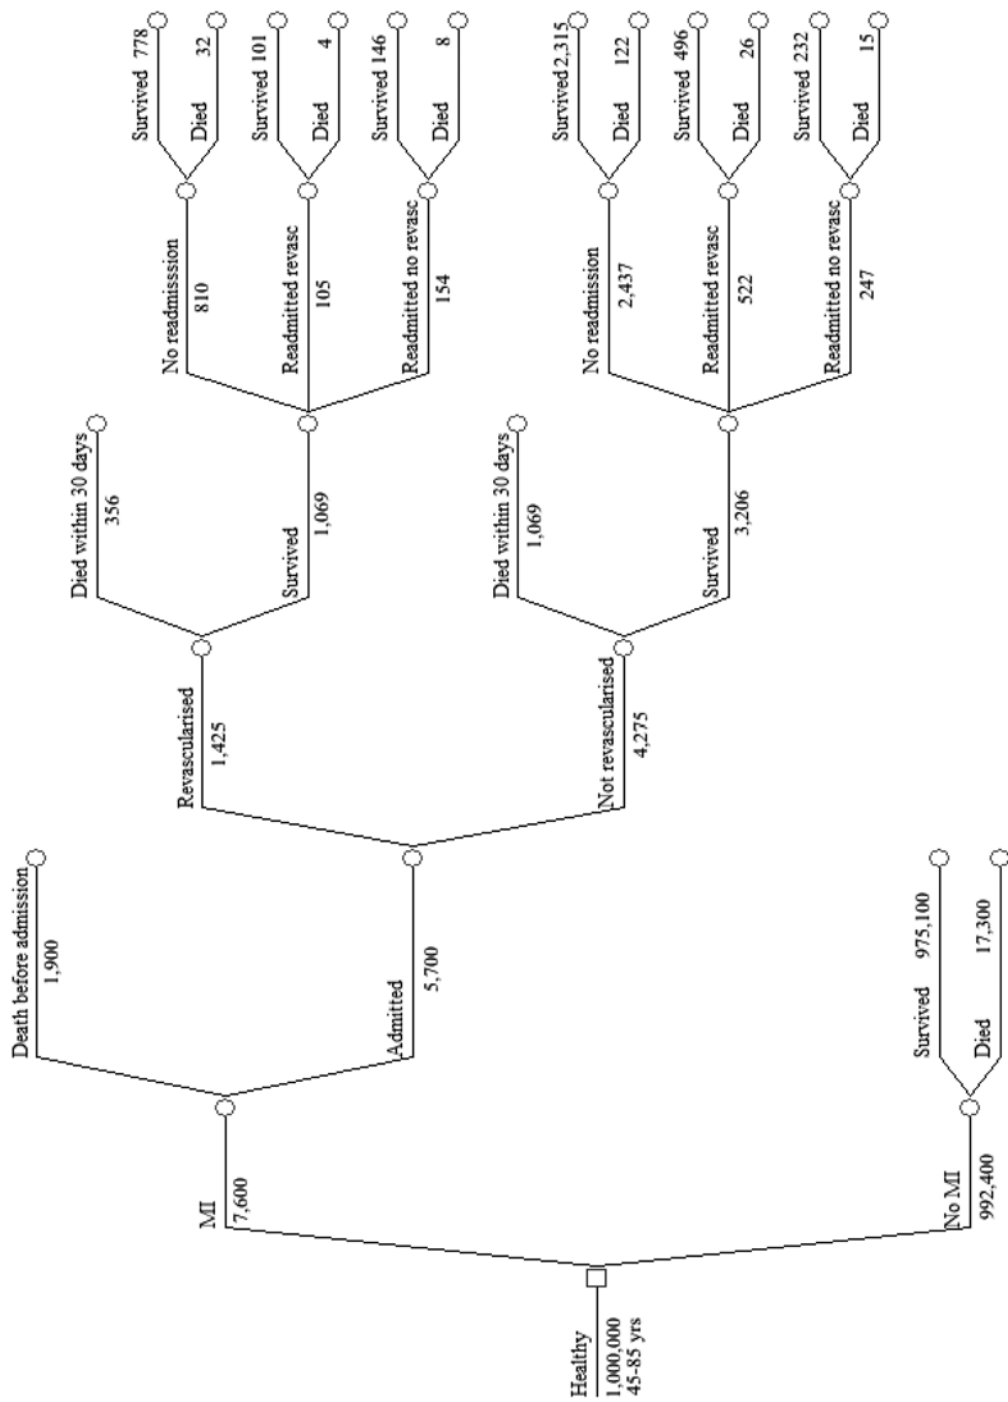 Healthy
1,000,000
45-85 yrs
MI
7,600
Death before admission
1,900
Admitted
5,700
Revascularised
1,425
Died within 30 days
356
Survived
1,069
No readmisssion
810
Survived 778
Died 32
Readmitted revasc
105
Survived 101
Died 4
Readmitted no revasc
154
Survived 146
Died 8
Not revascularised
4,275
Died within 30 days
1,069
Survived
3,206
No readmission
2,437
Survived 2,315
Died 122
Readmitted revasc
522
Survived 496
Died 26
Readmitted no revasc
247
Survived 232
Died 15
No MI
992,400
Survived 975,100
Died 17,300